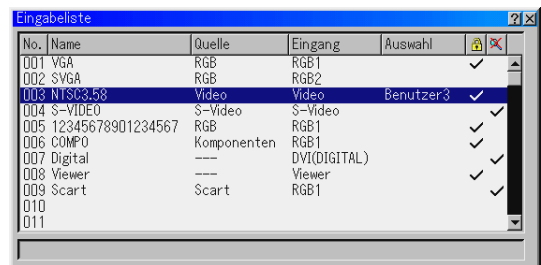 Eingabeliste
No. Name Quelle Eingang Auswahl
001 VGA RGB RGB1
002 SVGA RGB RGB2
003 NTSC3.58 Video Video Benutzer3
004 S-VIDEO S-Video S-Video
005 12345678901234567 RGB RGB1
006 COMPO Komponenten RGB1
007 Digital --- DVI(DIGITAL)
008 Viewer --- Viewer
009 Scart Scart RGB1
010
011